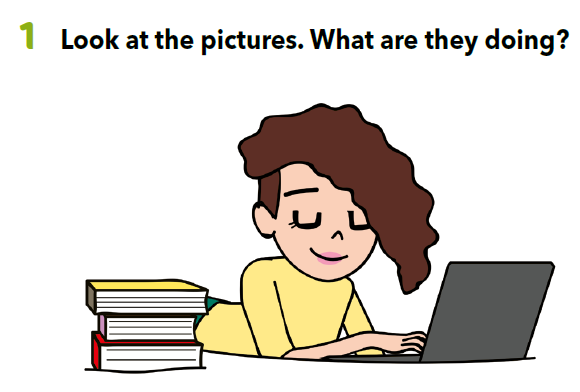 1 Look at the pictures. What are they doing?